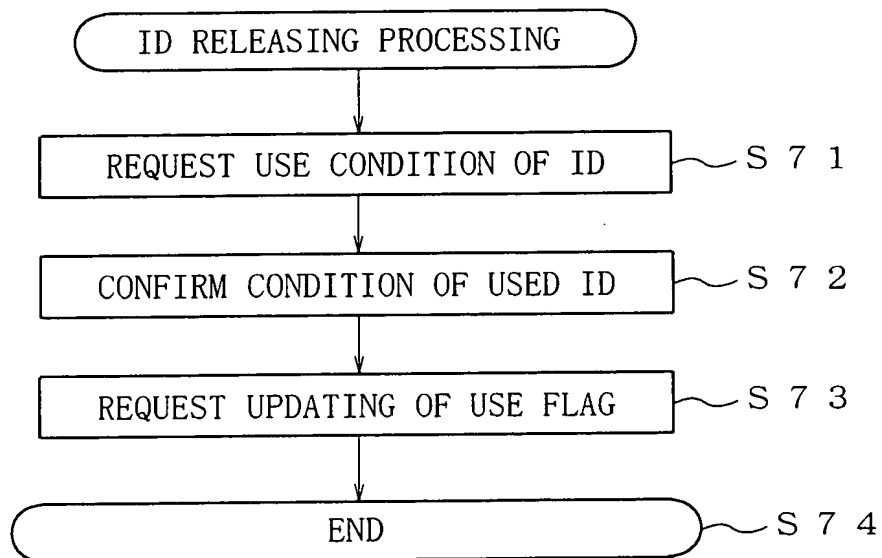 ID RELEASING PROCESSING
REQUEST USE CONDITION OF ID S 7 1
CONFIRM CONDITION OF USED ID S 7 2
REQUEST UPDATING OF USE FLAG S 7 3
END S 7 4